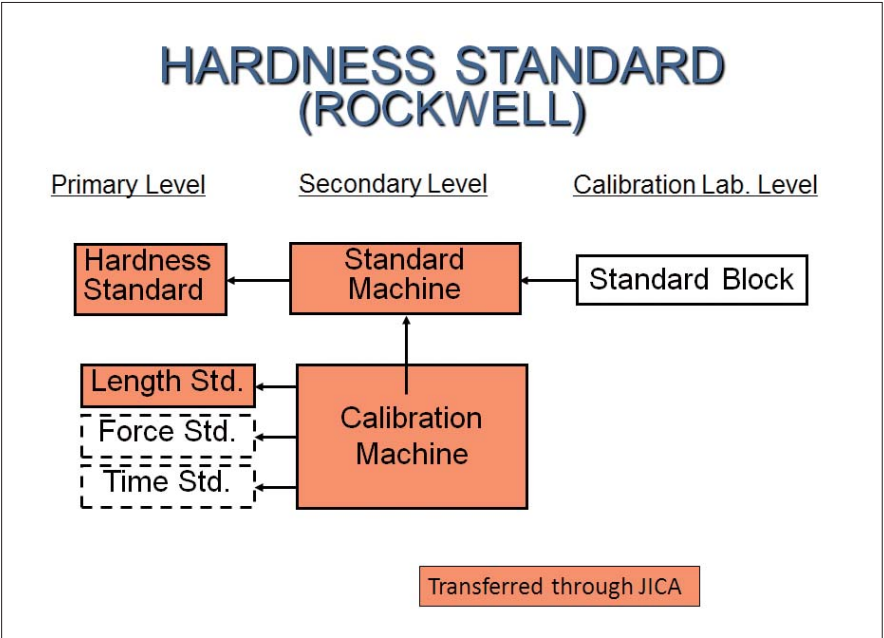 HARDNESS STANDARD
(ROCKWELL)
Primary Level
Secondary Level
Calibration Lab. Level
Hardness
Standard
Standard
Machine
Standard Block
Length Std.
Force Std.
Time Std.
Calibration
Machine
Transferred through JICA